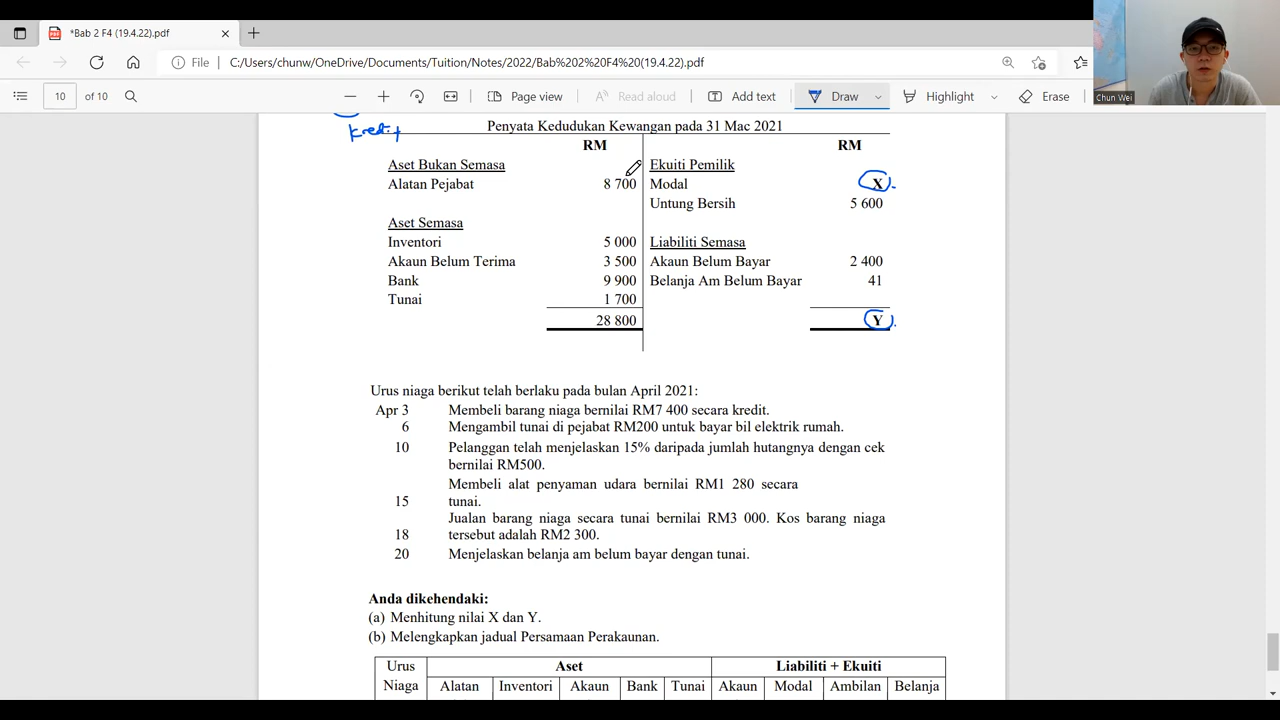 *Bab 2 F4 (19.4.22).pdf
File C:/Users/chunw/OneDrive/Documents/Tuition/Notes/2022/Bab%202%20F4%20(19.4.22).pdf
10 of 10 Page view Read aloud Add text Draw Highlight Erase
Chun Wei
kredit
Penyata Kedudukan Kewangan pada 31 Mac 2021
RM RM
Aset Bukan Semasa Ekuiti Pemilik
Alatan Pejabat 8 700 Modal X
Untung Bersih 5 600
Aset Semasa
Inventori 5 000 Liabiliti Semasa
Akaun Belum Terima 3 500 Akaun Belum Bayar 2 400
Bank 9 900 Belanja Am Belum Bayar 41
Tunai 1 700
28 800 Y
Urus niaga berikut telah berlaku pada bulan April 2021:
Apr 3 Membeli barang niaga bernilai RM7 400 secara kredit.
6 Mengambil tunai di pejabat RM200 untuk bayar bil elektrik rumah.
10 Pelanggan telah menjelaskan 15% daripada jumlah hutangnya dengan cek
bernilai RM500.
Membeli alat penyaman udara bernilai RM1 280 secara
15 tunai.
Jualan barang niaga secara tunai bernilai RM3 000. Kos barang niaga
18 tersebut adalah RM2 300.
20 Menjelaskan belanja am belum bayar dengan tunai.
Anda dikehendaki:
(a) Menhitung nilai X dan Y.
(b) Melengkapkan jadual Persamaan Perakaunan.
Urus Aset Liabiliti + Ekuiti
Niaga Alatan Inventori Akaun Bank Tunai Akaun Modal Ambilan Belanja